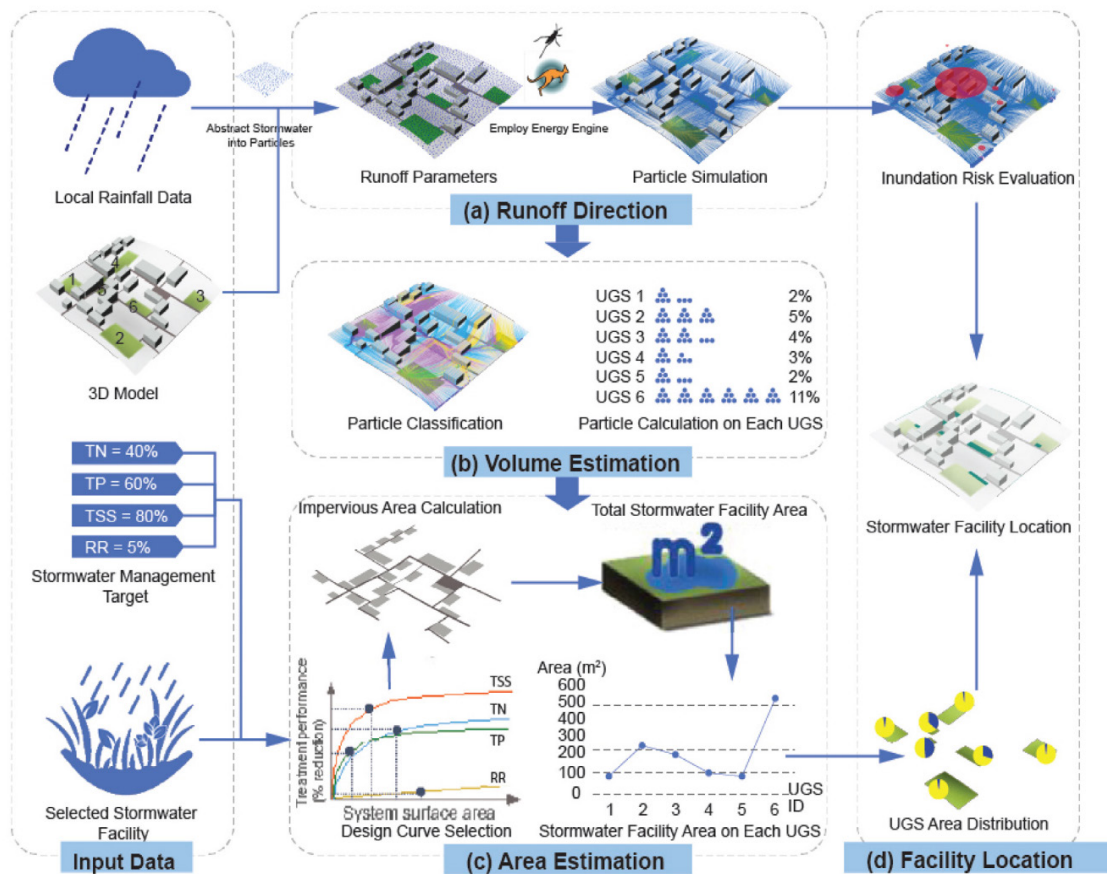 Local Rainfall Data
1
4
5
3
6
2
3D Model
TN = 40%
TP = 60%
TSS = 80%
RR = 5%
Stormwater Management
Target
Selected Stormwater
Facility
Input Data
Abstract Stormwater
into Particles
Runoff Parameters
Employ Energy Engine
Particle Simulation
(a) Runoff Direction
Particle Classification
UGS 1 2%
UGS 2 5%
UGS 3 4%
UGS 4 3%
UGS 5 2%
UGS 6 11%
Particle Calculation on Each UGS
(b) Volume Estimation
Impervious Area Calculation
Total Stormwater Facility Area
m2
Treatment performance
(% reduction)
TSS
TN
TP
RR
System surface area
Design Curve Selection
Area (m²)
600
500
400
300
200
100
0
1 2 3 4 5 6
UGS
ID
Stormwater Facility Area on Each UGS
(c) Area Estimation
Inundation Risk Evaluation
Stormwater Facility Location
UGS Area Distribution
(d) Facility Location